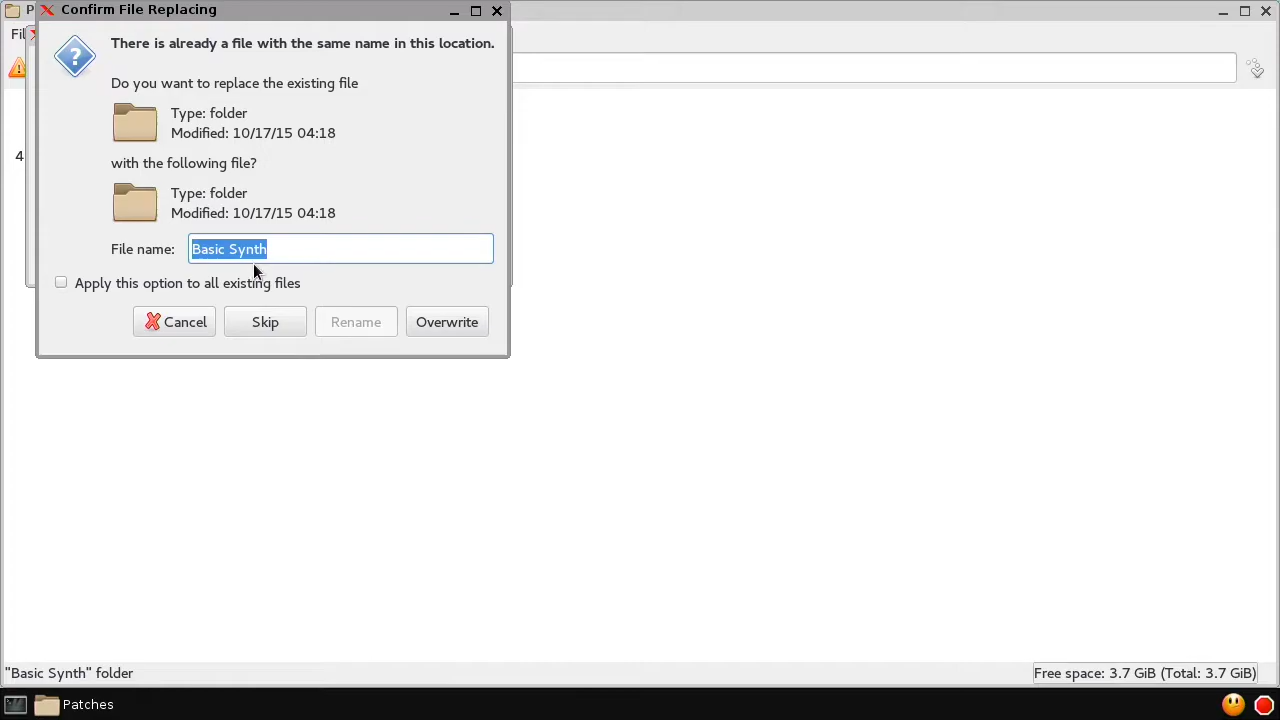 P
Confirm File Replacing
Fil
There is already a file with the same name in this location.
Do you want to replace the existing file
Type: folder
Modified: 10/17/15 04:18
4
with the following file?
Type: folder
Modified: 10/17/15 04:18
File name: Basic Synth
Apply this option to all existing files
Cancel Skip Rename Overwrite
"Basic Synth" folder Free space: 3.7 GiB (Total: 3.7 GiB)
Patches